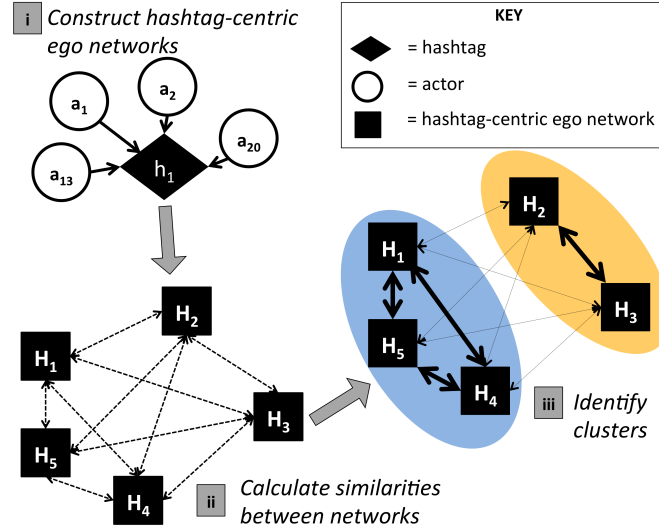 i Construct hashtag-centric
ego networks
a1
a2
a13
a20
h1
KEY
= hashtag
= actor
= hashtag-centric ego network
H1
H2
H3
H4
H5
ii Calculate similarities
between networks
H1
H2
H3
H4
H5
iii Identify
clusters